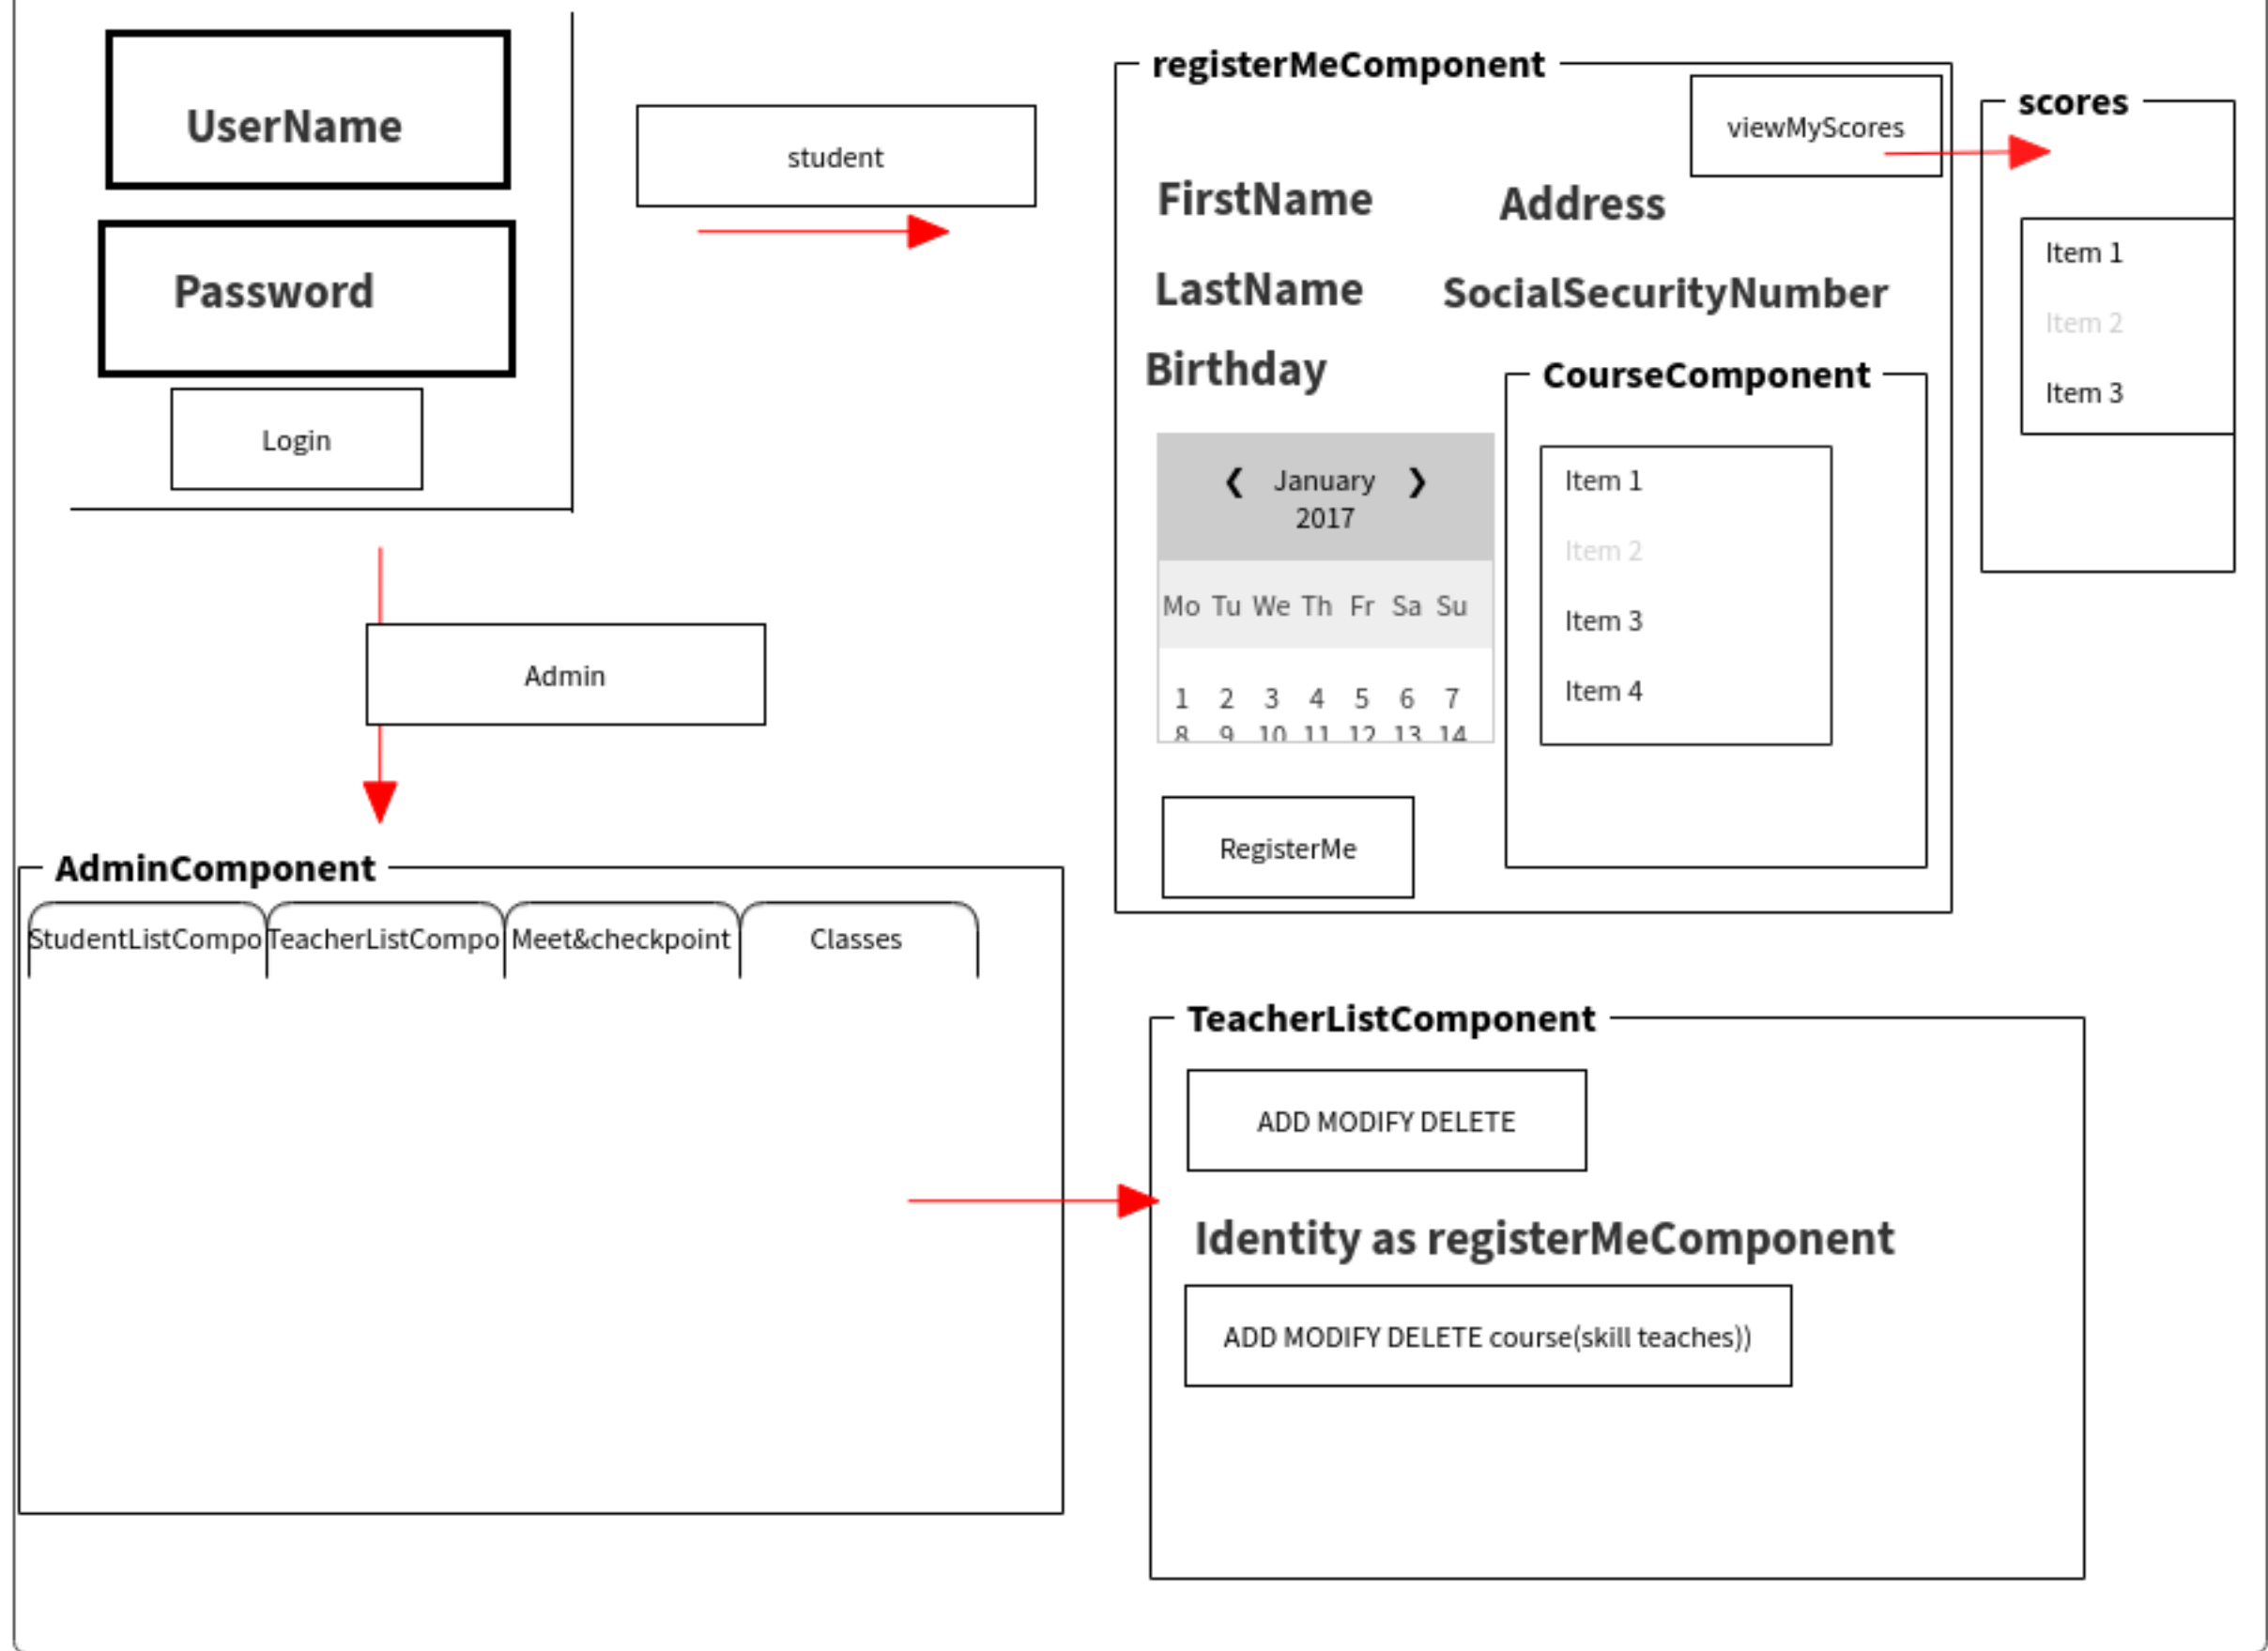 UserName
Password
Login
student
Admin
registerMeComponent
viewMyScores
FirstName
Address
LastName
SocialSecurityNumber
Birthday
❮ January ❯
2017
Mo Tu We Th Fr Sa Su
1 2 3 4 5 6 7
8 9 10 11 12 13 14
CourseComponent
Item 1
Item 2
Item 3
Item 4
RegisterMe
scores
Item 1
Item 2
Item 3
AdminComponent
StudentListCompo TeacherListCompo Meet&checkpoint Classes
TeacherListComponent
ADD MODIFY DELETE
Identity as registerMeComponent
ADD MODIFY DELETE course(skill teaches))